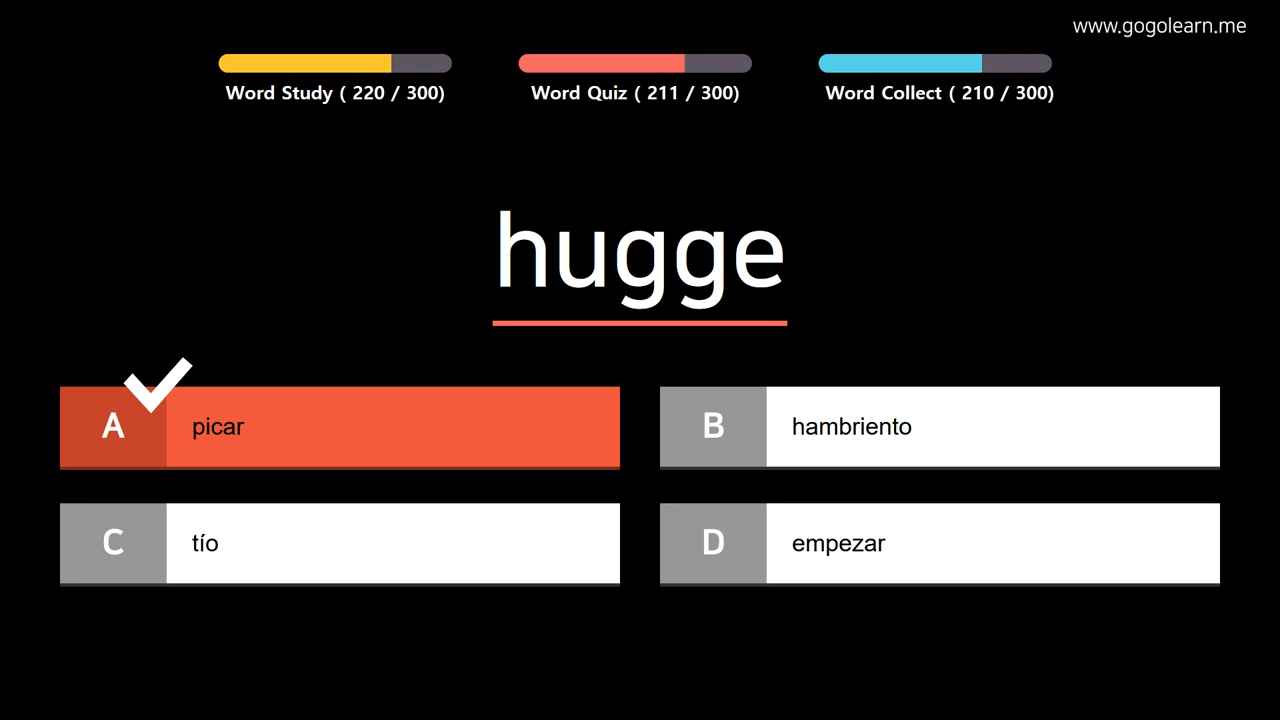 www.gogolearn.me
Word Study ( 220 / 300)
Word Quiz ( 211 / 300)
Word Collect ( 210 / 300)
hugge
A picar
B hambriento
C tío
D empezar